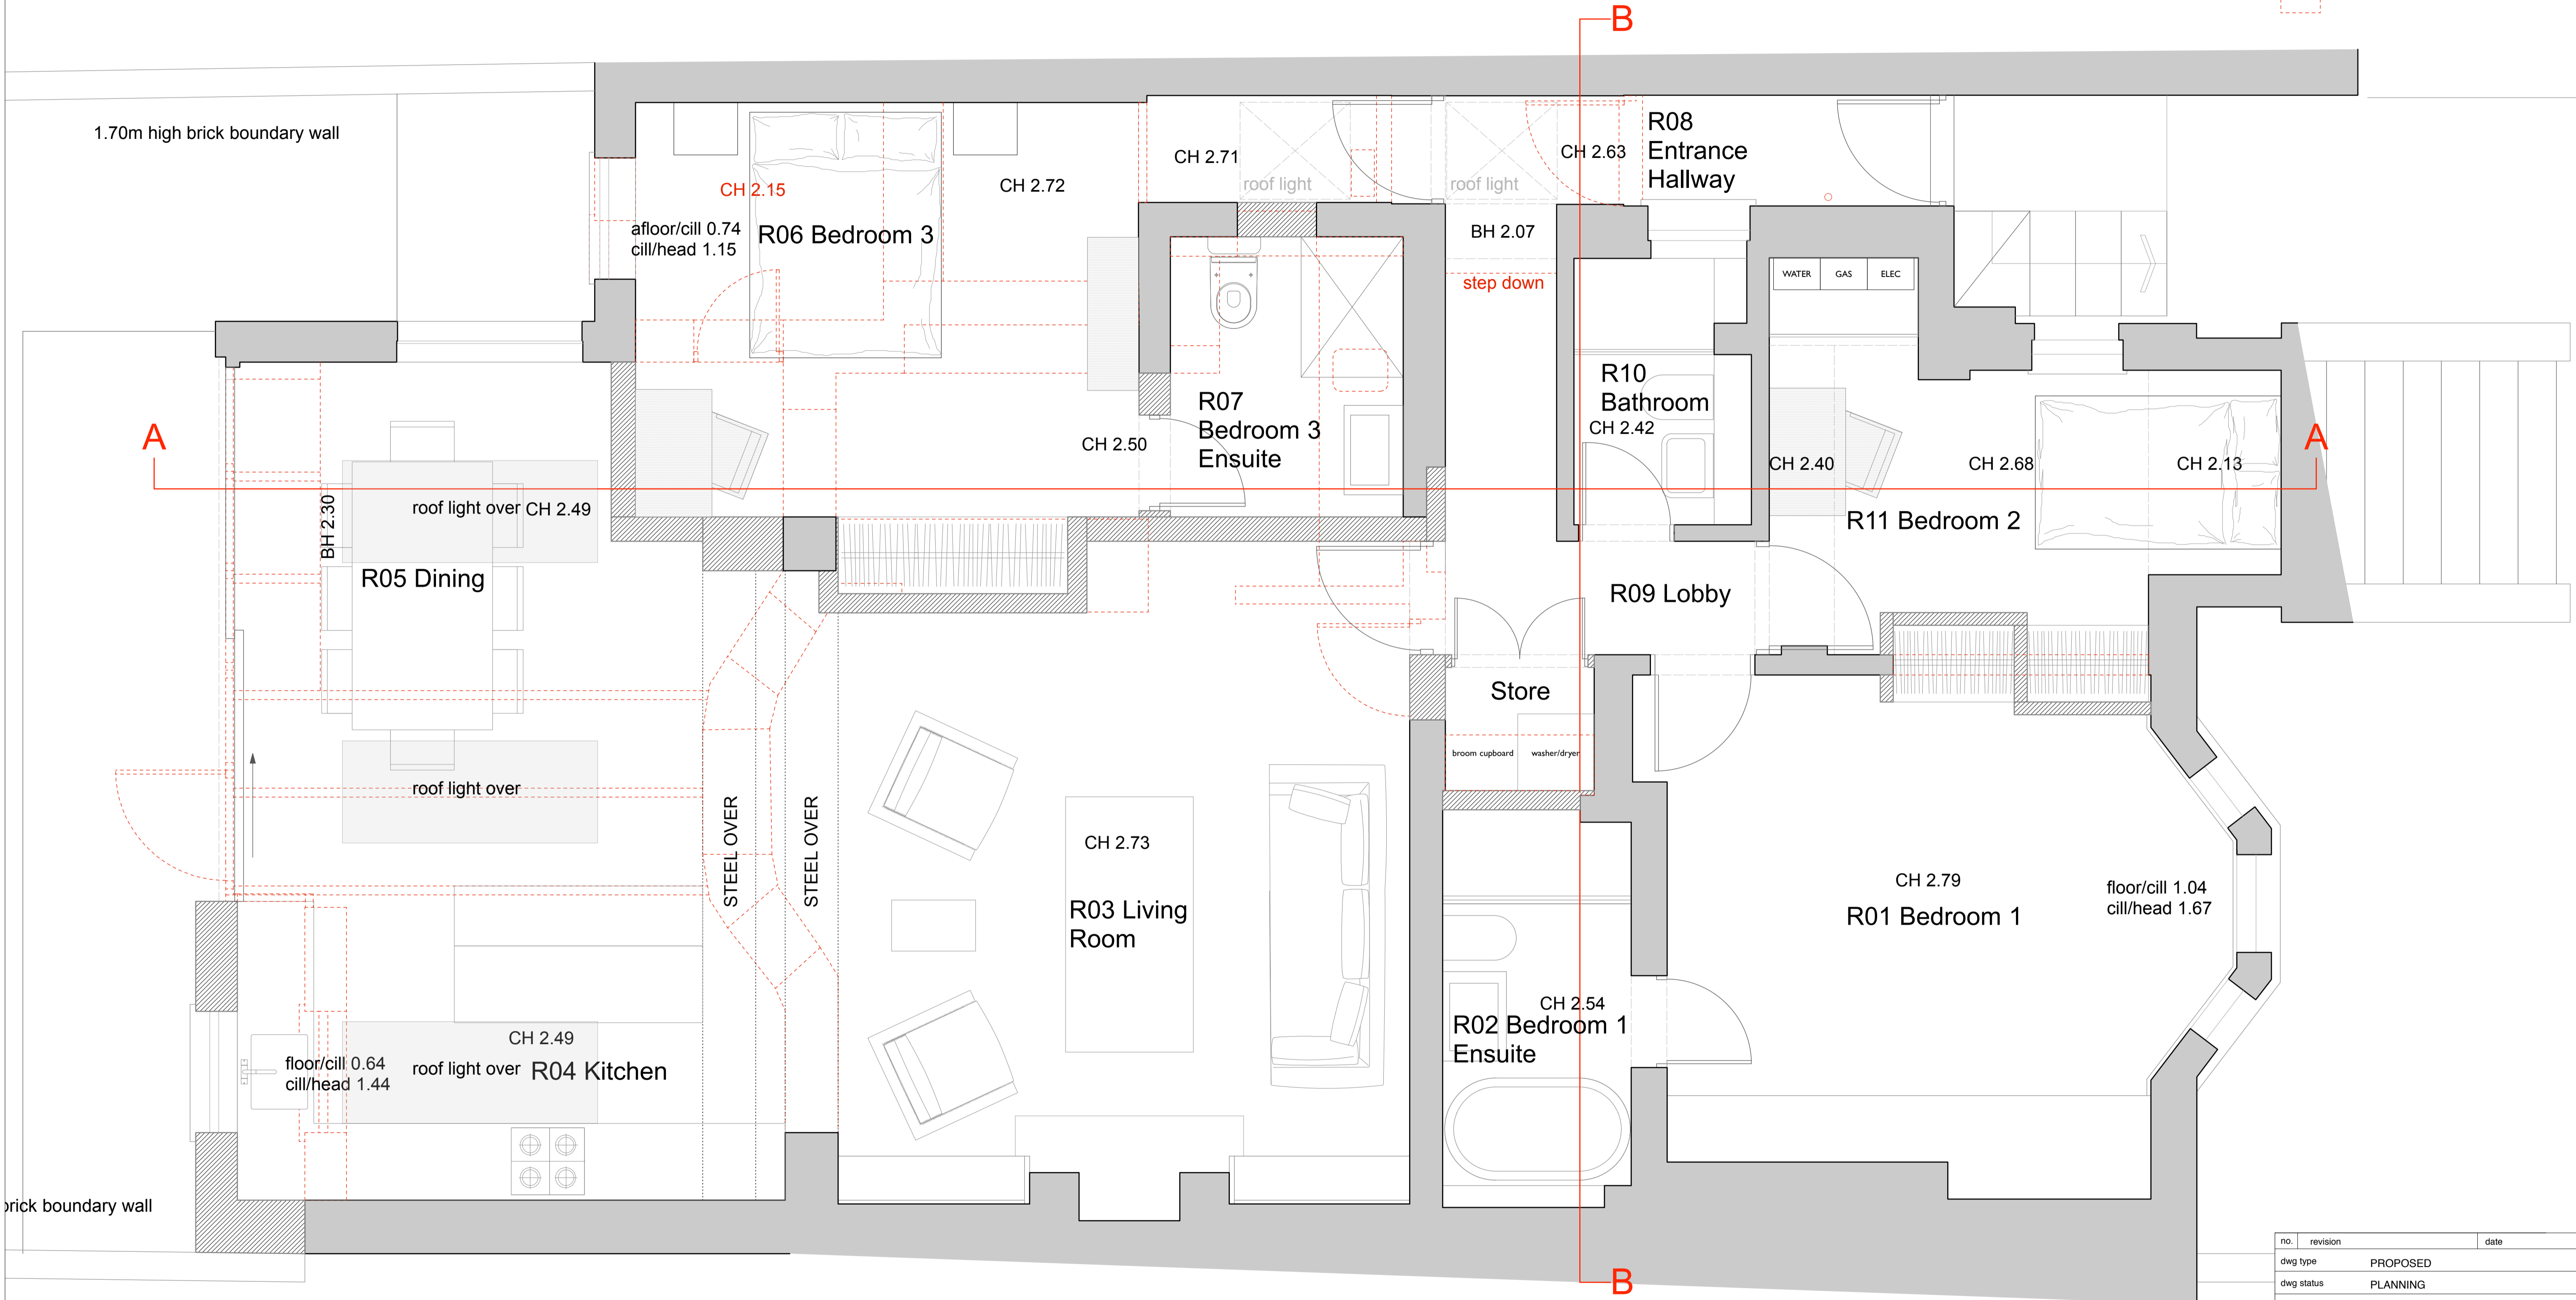 B
1.70m high brick boundary wall
CH 2.15
CH 2.72
afloor/cill 0.74
cill/head 1.15
R06 Bedroom 3
CH 2.71
roof light
roof light
CH 2.63
R08
Entrance
Hallway
BH 2.07
step down
WATER
GAS
ELEC
R10
Bathroom
CH 2.42
R07
Bedroom 3
Ensuite
CH 2.50
A
A
CH 2.40
CH 2.68
CH 2.13
R11 Bedroom 2
BH 2.30
roof light over
CH 2.49
R05 Dining
R09 Lobby
Store
broom cupboard
washer/dryer
roof light over
STEEL OVER
STEEL OVER
CH 2.73
R03 Living
Room
CH 2.79
R01 Bedroom 1
floor/cill 1.04
cill/head 1.67
CH 2.54
R02 Bedroom 1
Ensuite
CH 2.49
floor/cill 0.64
cill/head 1.44
roof light over
R04 Kitchen
brick boundary wall
B
no.
revision
date
dwg type
PROPOSED
dwg status
PLANNING